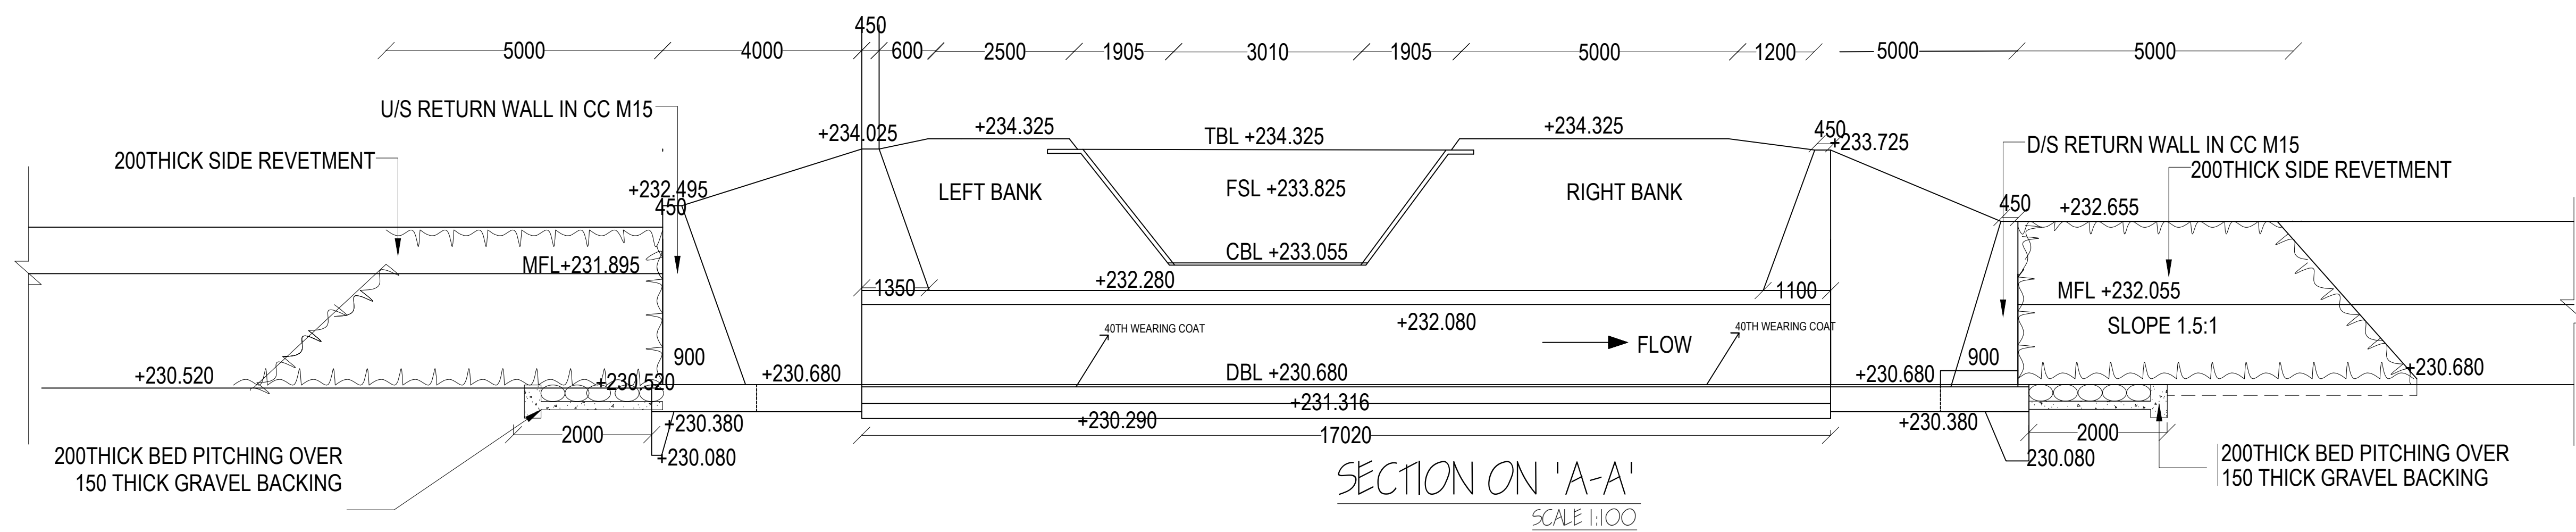 450
5000
4000
600
2500
1905
3010
1905
5000
1200
5000
5000
U/S RETURN WALL IN CC M15
+234.025
+234.325
TBL +234.325
+234.325
450
+233.725
D/S RETURN WALL IN CC M15
200THICK SIDE REVETMENT
200THICK SIDE REVETMENT
+232.495
450
LEFT BANK
FSL +233.825
RIGHT BANK
450
+232.655
MFL+231.895
CBL +233.055
+232.280
1350
1100
MFL +232.055
+232.080
40TH WEARING COAT
40TH WEARING COAT
FLOW
SLOPE 1.5:1
900
900
+230.520
+230.520
+230.680
DBL +230.680
+230.680
+230.680
+231.316
+230.380
+230.290
+230.380
2000
17020
2000
+230.080
230.080
200THICK BED PITCHING OVER
150 THICK GRAVEL BACKING
200THICK BED PITCHING OVER
150 THICK GRAVEL BACKING
SECTION ON 'A-A'
SCALE 1:100